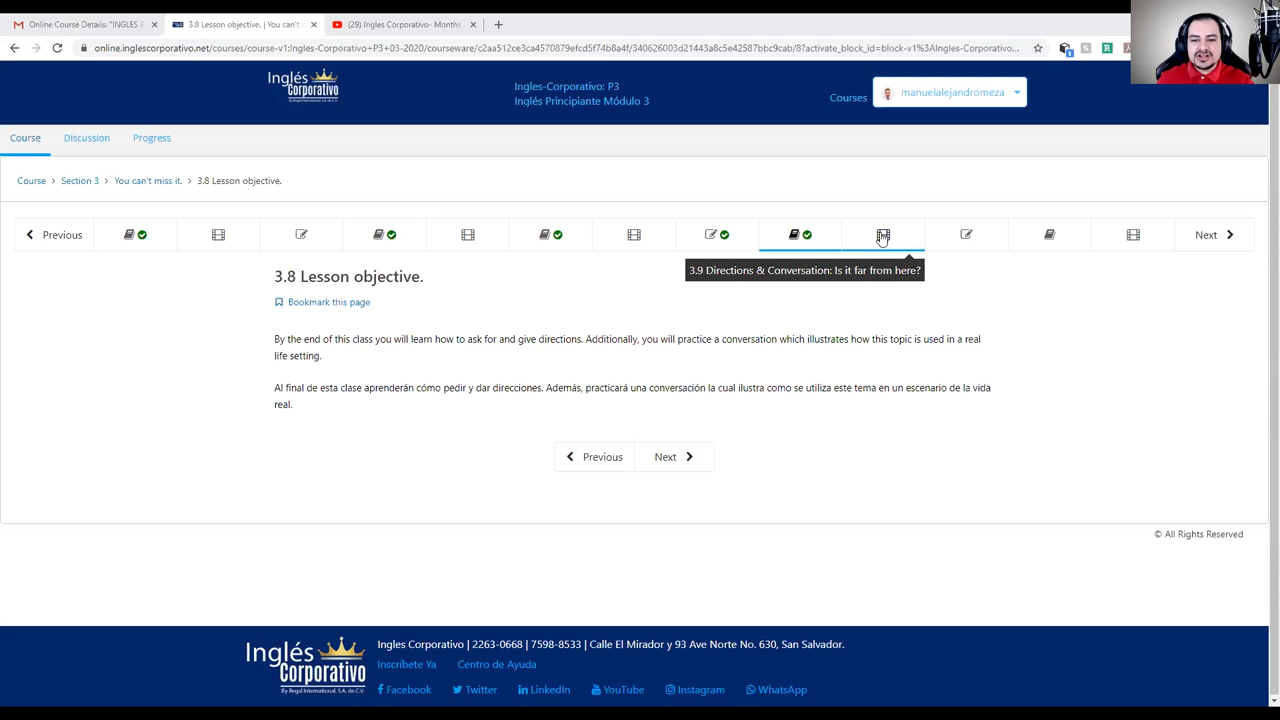 Online Course Details: "INGLES P
3.8 Lesson objective. | You can't
(29) Ingles Corporativo- Months
online.inglescorporativo.net/courses/course-v1:Ingles-Corporativo+P3+03-2020/courseware/c2aa512ce3ca4570879efcd5f74b8a4f/340626003d21443a8c5e42587bbc9cab/8?activate_block_id=block-v1%3AIngles-Corporativo...
Inglés
Corporativo
By Regal International, S.A. de C.V.
Ingles-Corporativo: P3
Inglés Principiante Módulo 3
Courses
manuelalejandromeza
Course
Discussion
Progress
Course > Section 3 > You can't miss it. > 3.8 Lesson objective.
Previous
Next
3.9 Directions & Conversation: Is it far from here?
3.8 Lesson objective.
Bookmark this page
By the end of this class you will learn how to ask for and give directions. Additionally, you will practice a conversation which illustrates how this topic is used in a real
life setting.
Al final de esta clase aprenderán cómo pedir y dar direcciones. Además, practicará una conversación la cual ilustra como se utiliza este tema en un escenario de la vida
real.
Previous
Next
© All Rights Reserved
Inglés
Corporativo
By Regal International, S.A. de C.V.
Ingles Corporativo | 2263-0668 | 7598-8533 | Calle El Mirador y 93 Ave Norte No. 630, San Salvador.
Inscríbete Ya
Centro de Ayuda
Facebook
Twitter
LinkedIn
YouTube
Instagram
WhatsApp